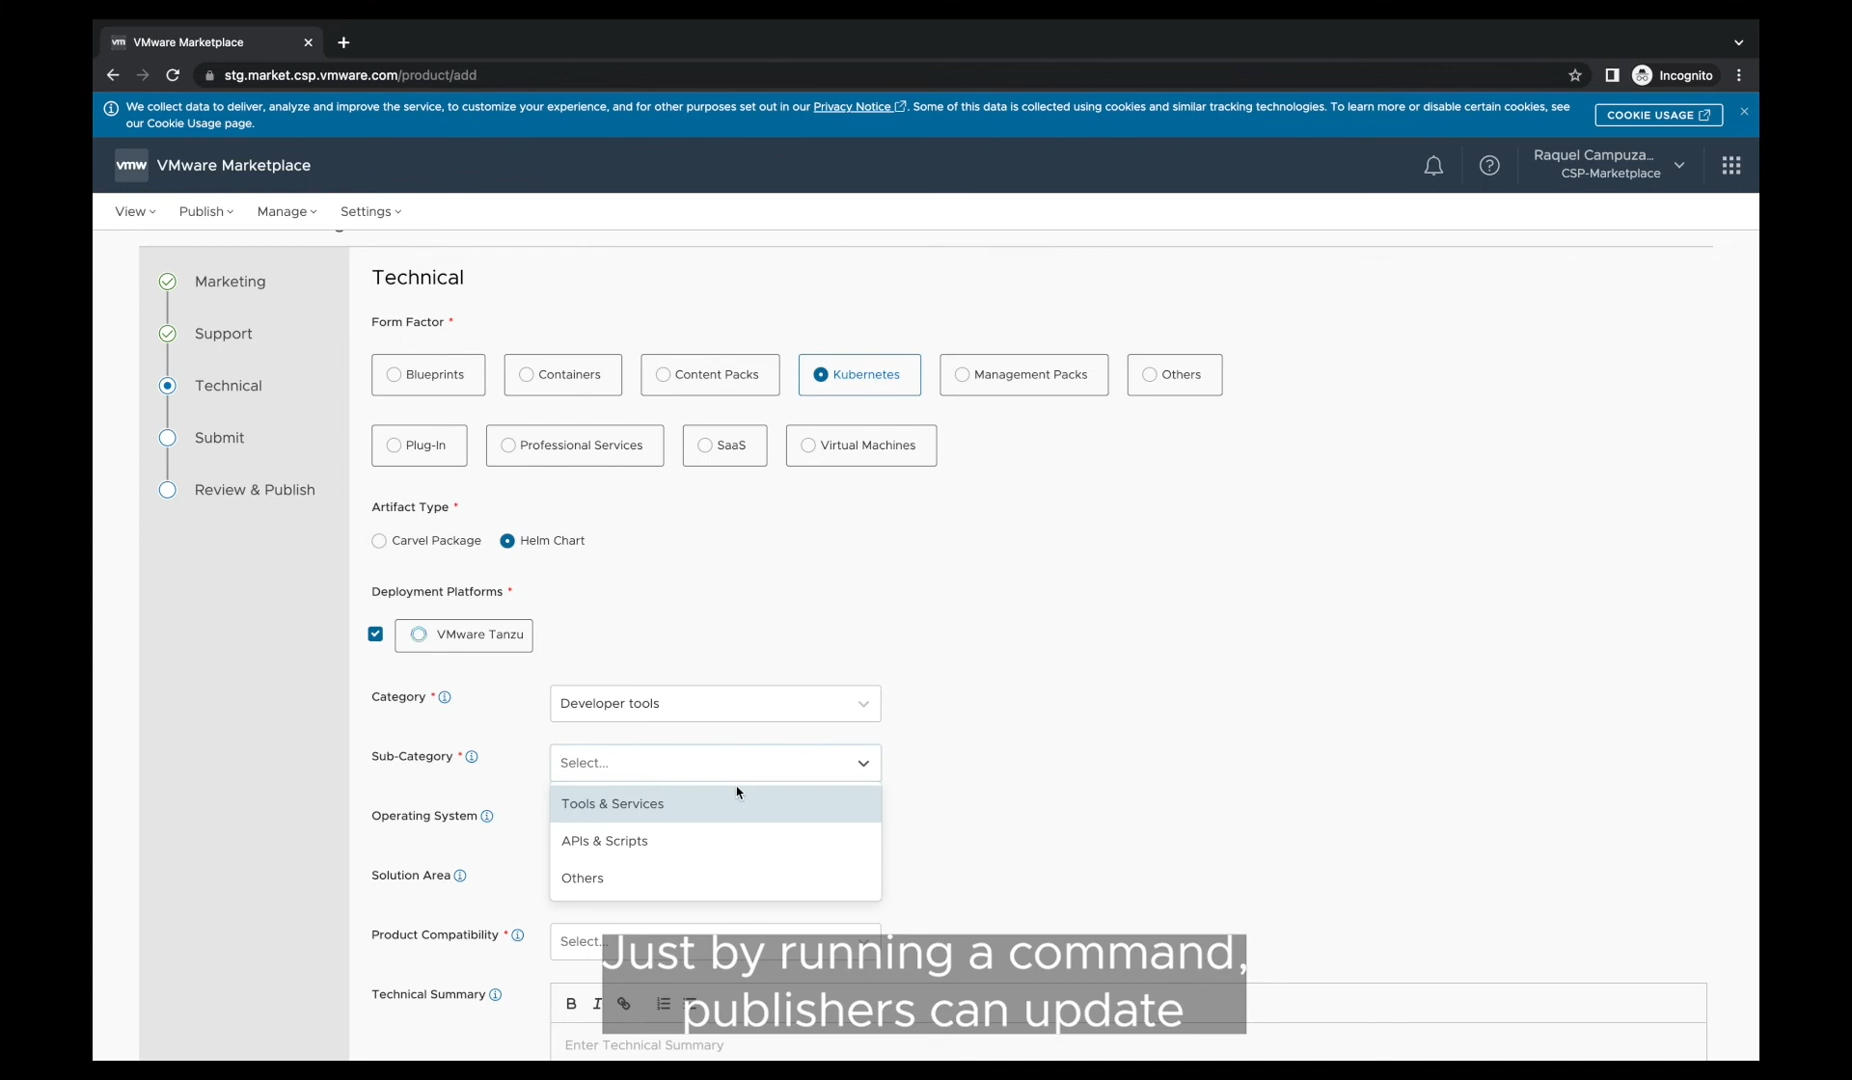 vm VMware Marketplace
stg.market.csp.vmware.com/product/add
Incognito
We collect data to deliver, analyze and improve the service, to customize your experience, and for other purposes set out in our Privacy Notice. Some of this data is collected using cookies and similar tracking technologies. To learn more or disable certain cookies, see
our Cookie Usage page.
COOKIE USAGE
vmw VMware Marketplace
Raquel Campuza...
CSP-Marketplace
View Publish Manage Settings
Marketing
Support
Technical
Submit
Review & Publish
Technical
Form Factor *
Blueprints Containers Content Packs Kubernetes Management Packs Others
Plug-In Professional Services SaaS Virtual Machines
Artifact Type *
Carvel Package Helm Chart
Deployment Platforms *
VMware Tanzu
Category * Developer tools
Sub-Category * Select...
Tools & Services
Operating System
APIs & Scripts
Solution Area
Others
Product Compatibility * Select...
Technical Summary
B I
Enter Technical Summary
Just by running a command,
publishers can update